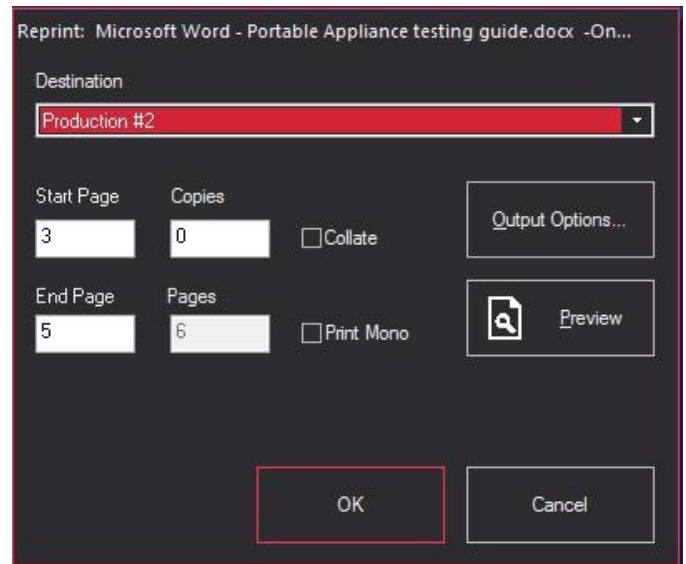 Reprint: Microsoft Word - Portable Appliance testing guide.docx -On...
Destination
Production #2
Start Page Copies
3 0 Collate Output Options...
End Page Pages
5 6 Print Mono Preview
OK Cancel